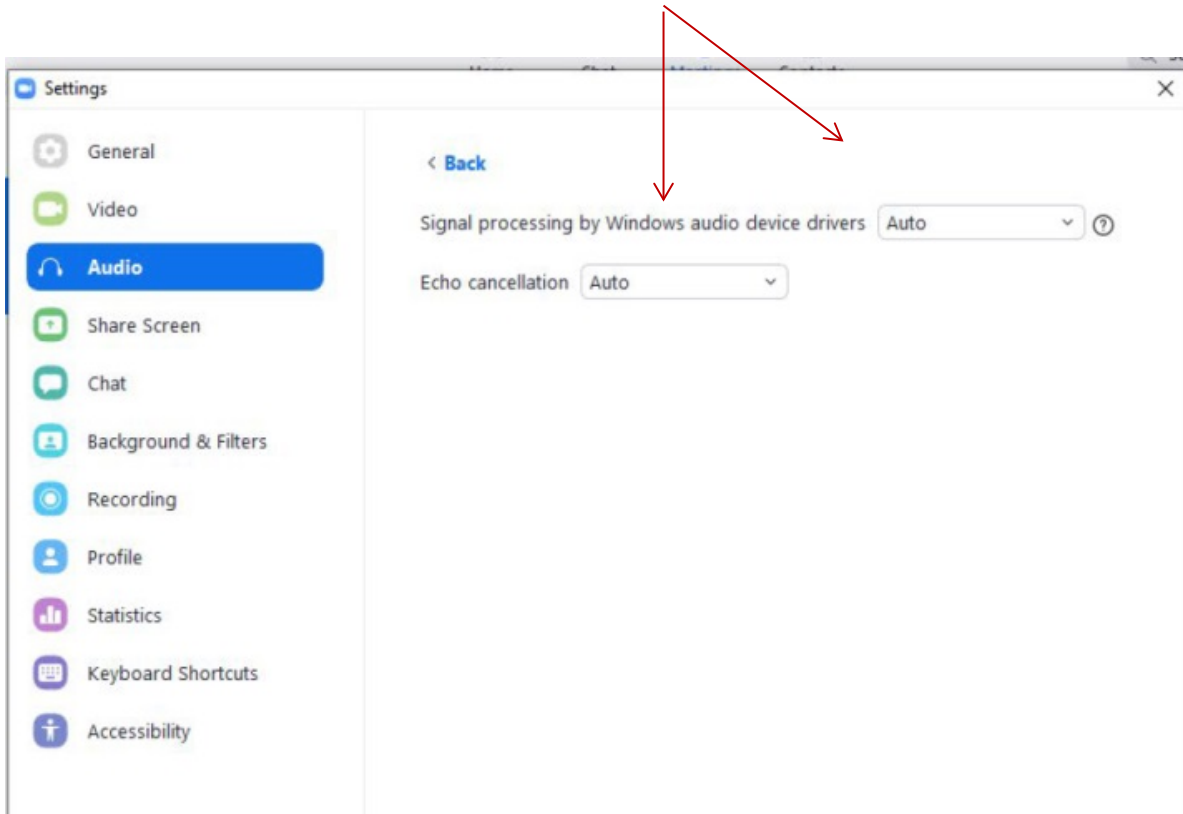 Settings
General
< Back
Video
Signal processing by Windows audio device drivers Auto
Audio
Echo cancellation Auto
Share Screen
Chat
Background & Filters
Recording
Profile
Statistics
Keyboard Shortcuts
Accessibility